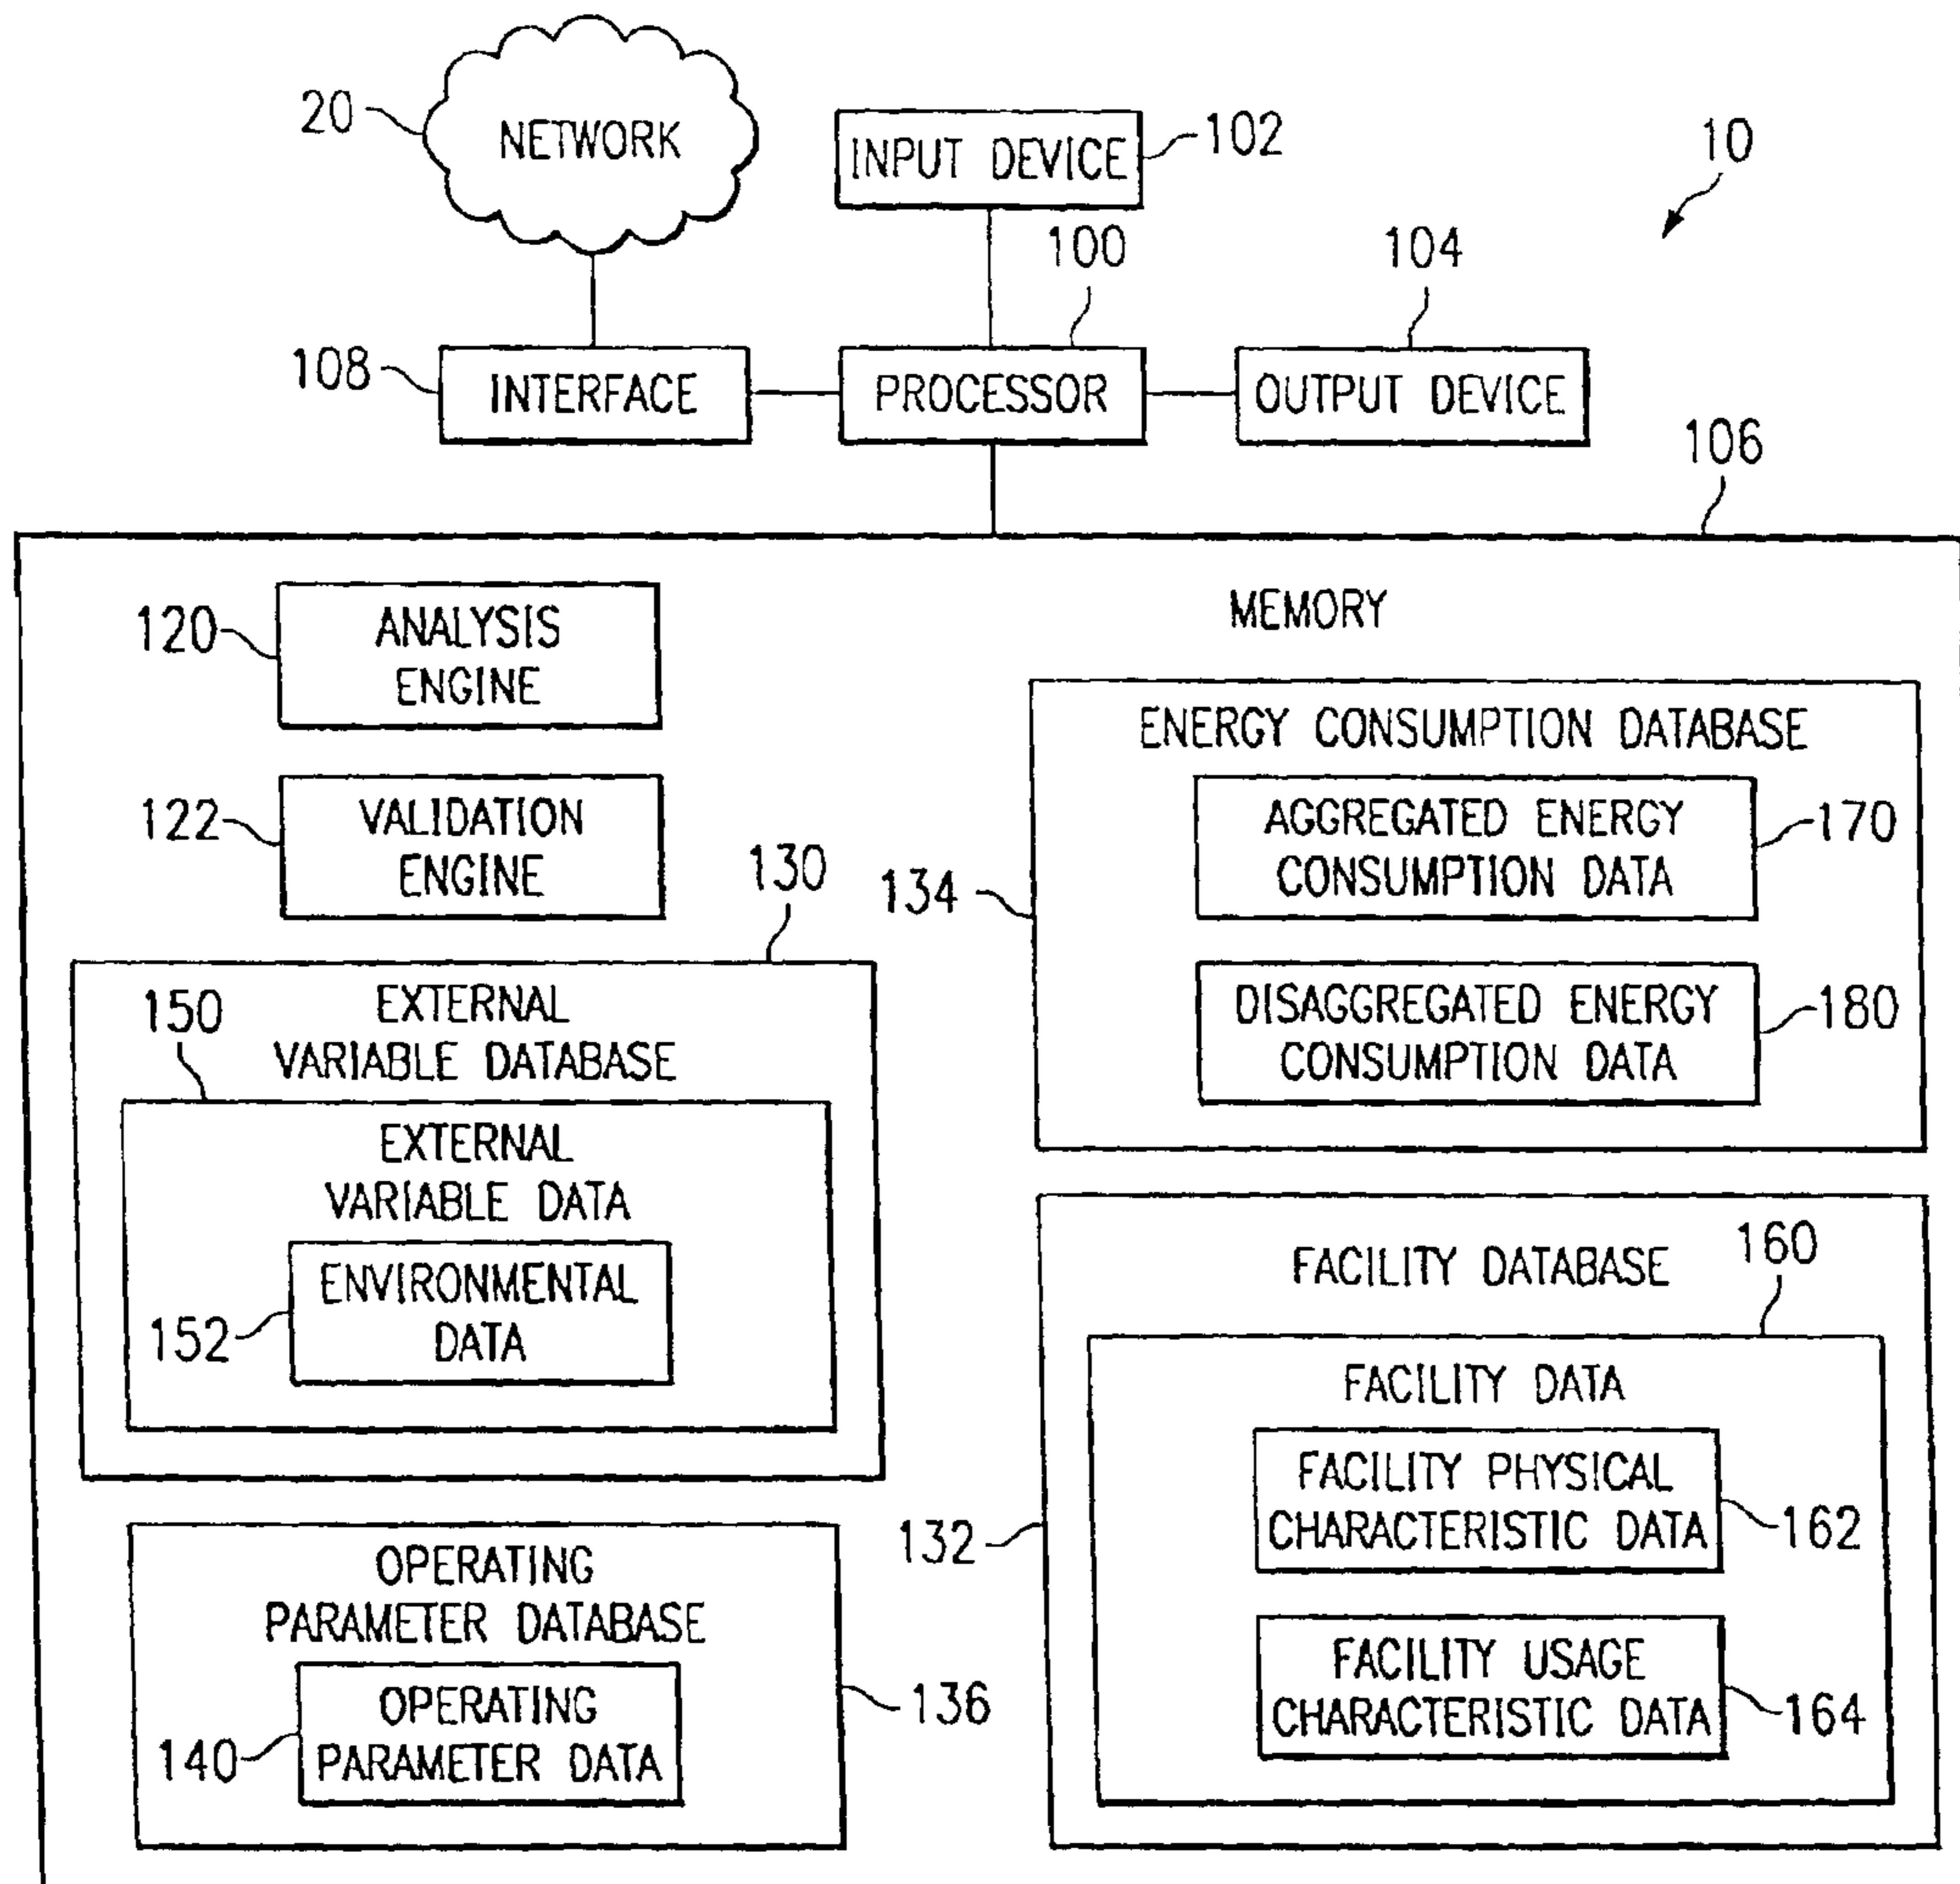 20
NETWORK
INPUT DEVICE
102
10
100
104
108
INTERFACE
PROCESSOR
OUTPUT DEVICE
106
MEMORY
120
ANALYSIS
ENGINE
122
VALIDATION
ENGINE
130
EXTERNAL
VARIABLE DATABASE
150
EXTERNAL
VARIABLE DATA
152
ENVIRONMENTAL
DATA
OPERATING
PARAMETER DATABASE
136
140
OPERATING
PARAMETER DATA
134
ENERGY CONSUMPTION DATABASE
AGGREGATED ENERGY
CONSUMPTION DATA
170
DISAGGREGATED ENERGY
CONSUMPTION DATA
180
132
FACILITY DATABASE
160
FACILITY DATA
FACILITY PHYSICAL
CHARACTERISTIC DATA
162
FACILITY USAGE
CHARACTERISTIC DATA
164